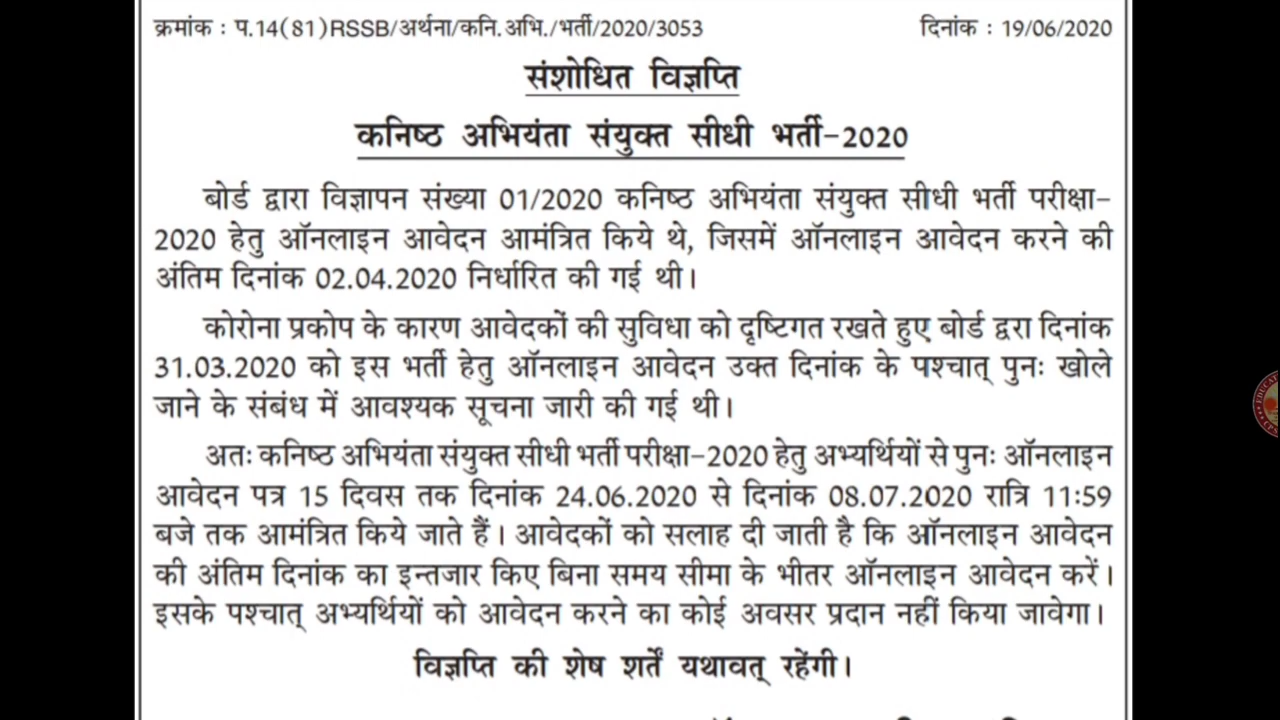 क्रमांक : प.14(81)RSSB/अर्थना/कनि.अभि./भर्ती/2020/3053 दिनांक : 19/06/2020
संशोधित विज्ञप्ति
कनिष्ठ अभियंता संयुक्त सीधी भर्ती-2020
बोर्ड द्वारा विज्ञापन संख्या 01/2020 कनिष्ठ अभियंता संयुक्त सीधी भर्ती परीक्षा-
2020 हेतु ऑनलाइन आवेदन आमंत्रित किये थे, जिसमें ऑनलाइन आवेदन करने की
अंतिम दिनांक 02.04.2020 निर्धारित की गई थी।
कोरोना प्रकोप के कारण आवेदकों की सुविधा को दृष्टिगत रखते हुए बोर्ड द्वरा दिनांक
31.03.2020 को इस भर्ती हेतु ऑनलाइन आवेदन उक्त दिनांक के पश्चात् पुनः खोले
जाने के संबंध में आवश्यक सूचना जारी की गई थी।
अतः कनिष्ठ अभियंता संयुक्त सीधी भर्ती परीक्षा-2020 हेतु अभ्यर्थियों से पुनः ऑनलाइन
आवेदन पत्र 15 दिवस तक दिनांक 24.06.2020 से दिनांक 08.07.2020 रात्रि 11:59
बजे तक आमंत्रित किये जाते हैं। आवेदकों को सलाह दी जाती है कि ऑनलाइन आवेदन
की अंतिम दिनांक का इन्तजार किए बिना समय सीमा के भीतर ऑनलाइन आवेदन करें।
इसके पश्चात् अभ्यर्थियों को आवेदन करने का कोई अवसर प्रदान नहीं किया जावेगा।
विज्ञप्ति की शेष शर्तें यथावत् रहेंगी।